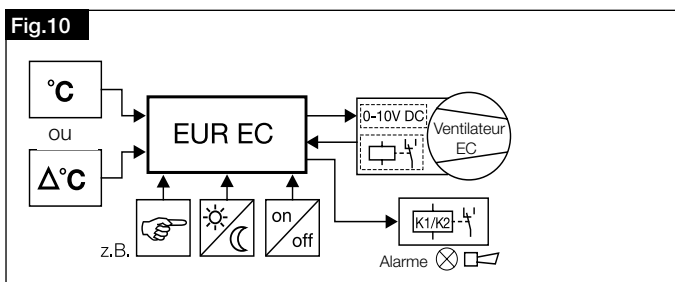 Fig.10
°C
ou
Δ°C
EUR EC
0-10V DC
Ventilateur
EC
z.B.
on
off
K1/K2
Alarme